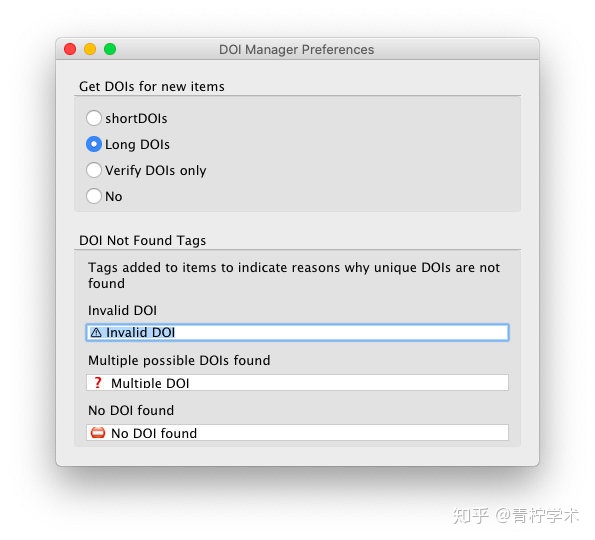 DOI Manager Preferences
Get DOIs for new items
shortDOIs
Long DOIs
Verify DOIs only
No
DOI Not Found Tags
Tags added to items to indicate reasons why unique DOIs are not
found
Invalid DOI
⚠ Invalid DOI
Multiple possible DOIs found
❓ Multiple DOI
No DOI found
⛔ No DOI found
知乎 @青柠学术